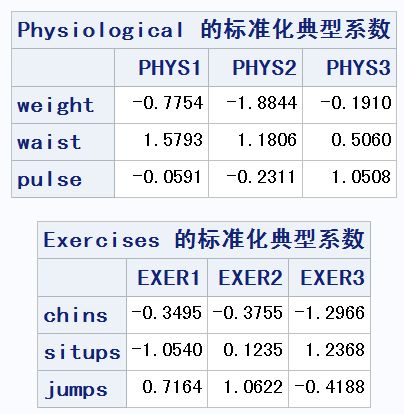 Physiological 的标准化典型系数
PHYS1 PHYS2 PHYS3
weight -0.7754 -1.8844 -0.1910
waist 1.5793 1.1806 0.5060
pulse -0.0591 -0.2311 1.0508
Exercises 的标准化典型系数
EXER1 EXER2 EXER3
chins -0.3495 -0.3755 -1.2966
situps -1.0540 0.1235 1.2368
jumps 0.7164 1.0622 -0.4188